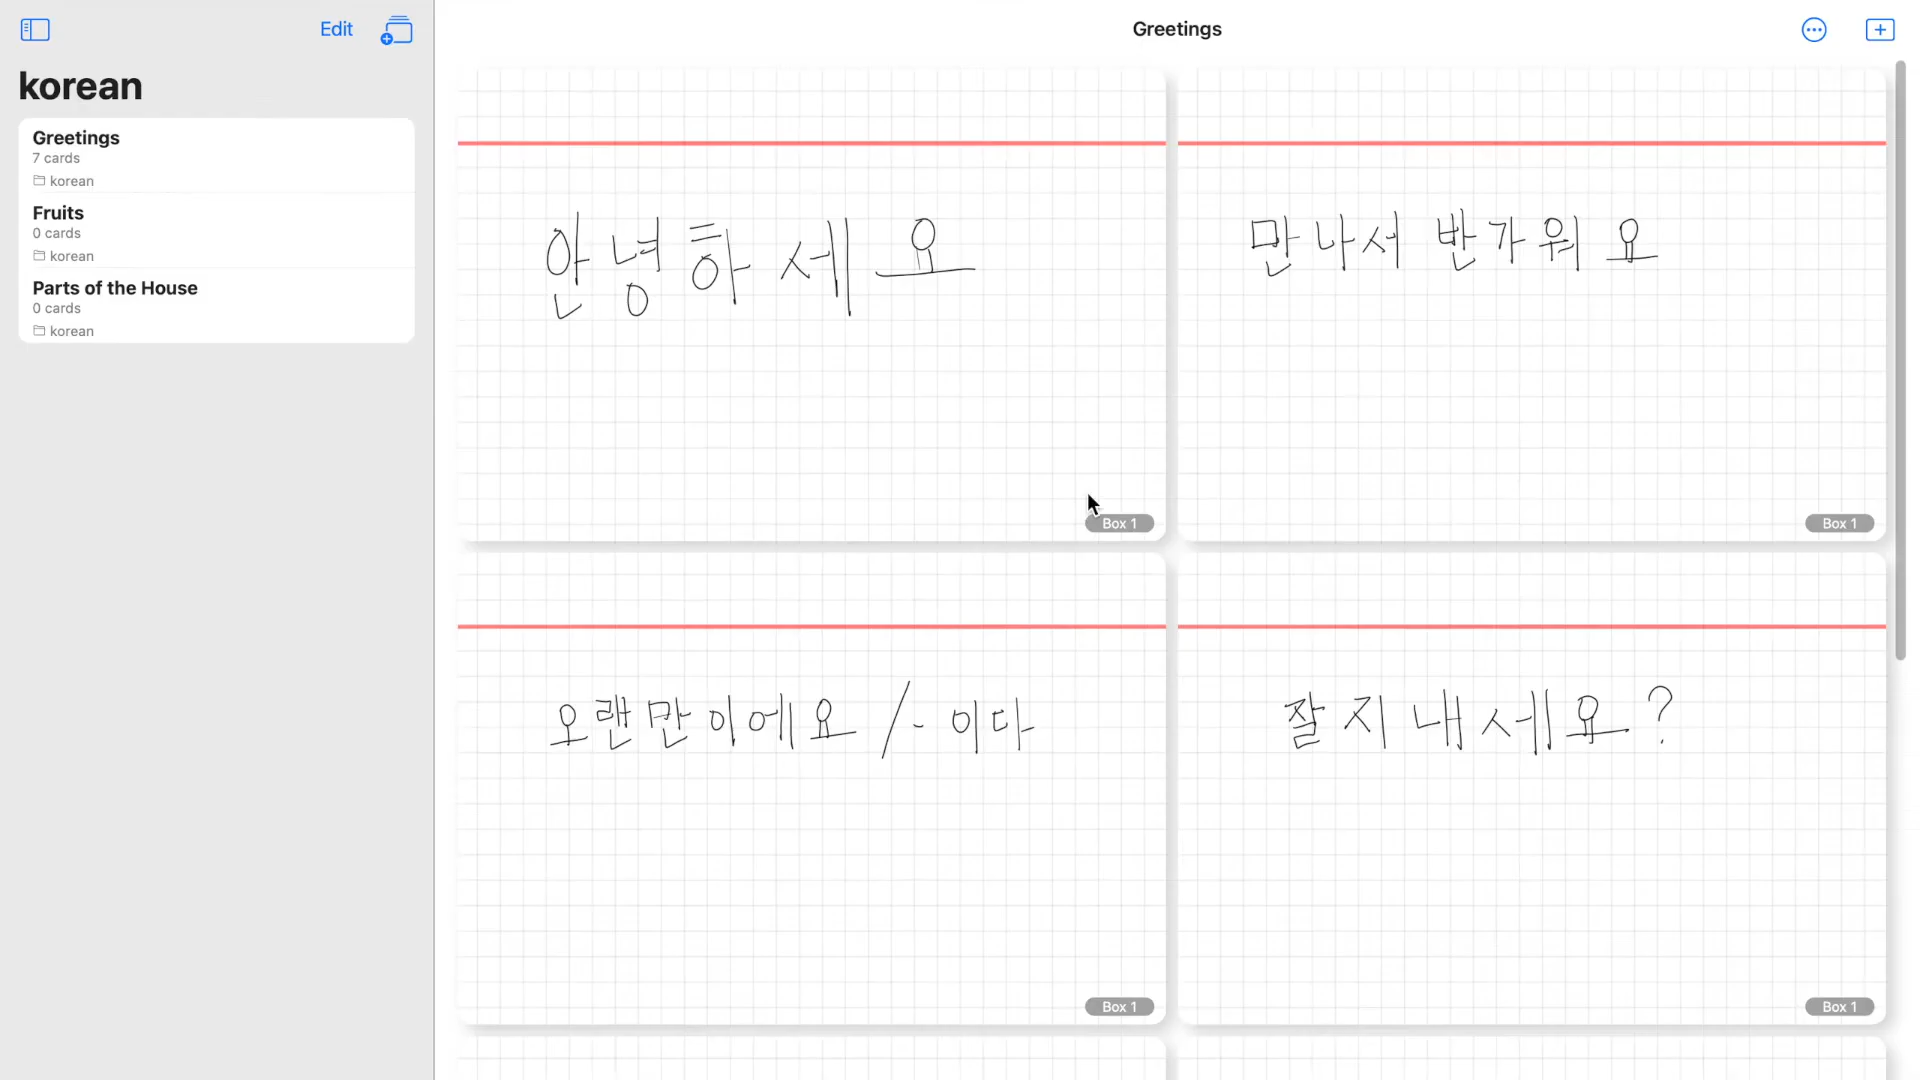 Edit
Greetings
korean
Greetings
7 cards
korean
Fruits
0 cards
korean
Parts of the House
0 cards
korean
안녕하세요
Box 1
만나서 반가워요
Box 1
오랜만이에요 / - 이다
Box 1
잘 지내세요?
Box 1